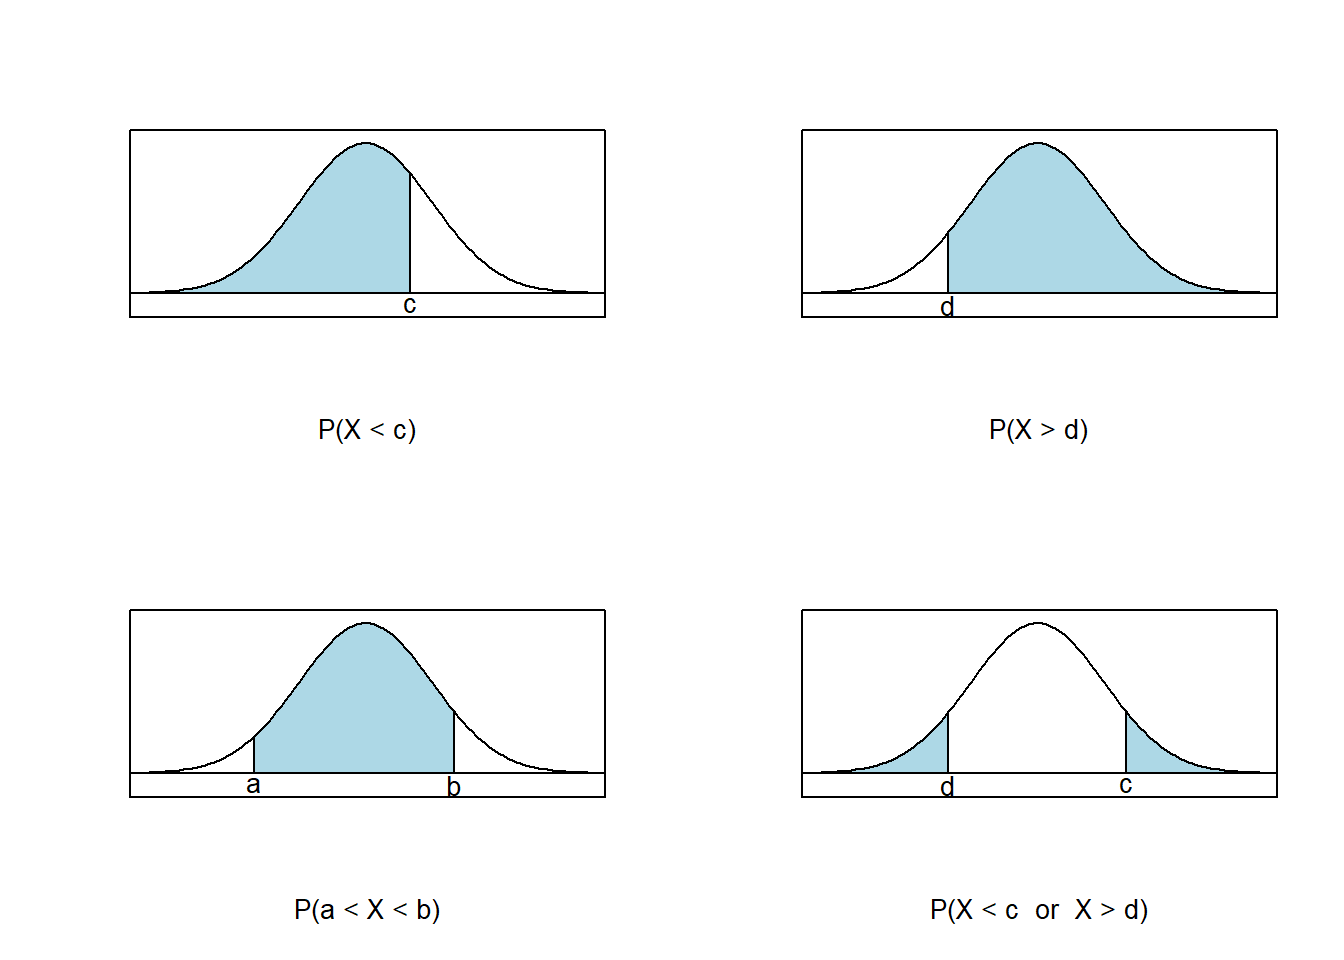 c
d
P(X < c)
P(X > d)
a
b
d
c
P(a < X < b)
P(X < c  or  X > d)